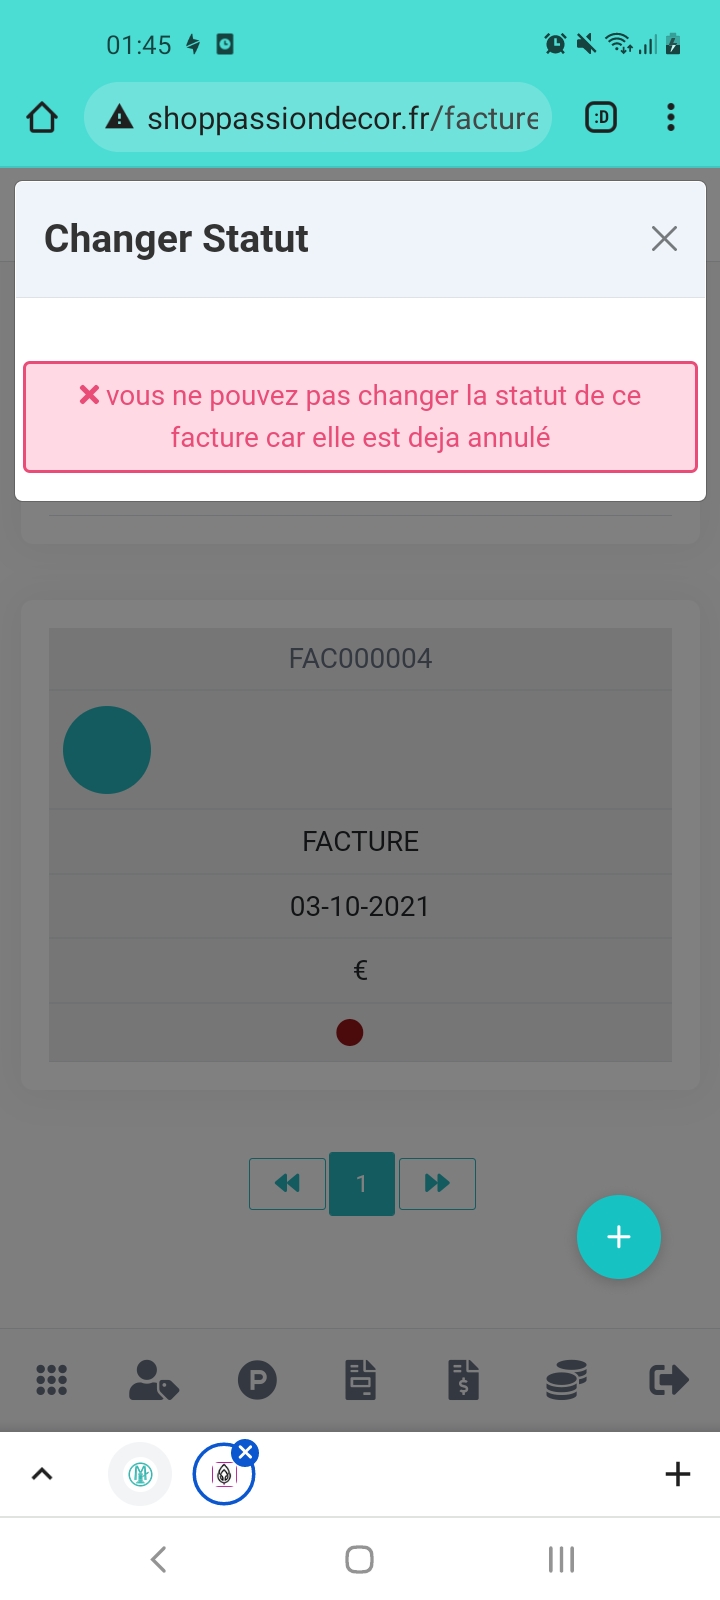 01:45
shoppassiondecor.fr/facture
:D
Changer Statut
vous ne pouvez pas changer la statut de ce
facture car elle est deja annulé
FAC000004
FACTURE
03-10-2021
€
1